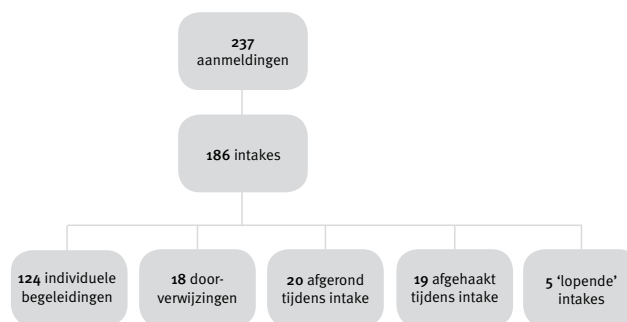 237
aanmeldingen
186 intakes
124 individuele
begeleidingen
18 door-
verwijzingen
20 afgerond
tijdens intake
19 afgehaakt
tijdens intake
5 ‘lopende’
intakes